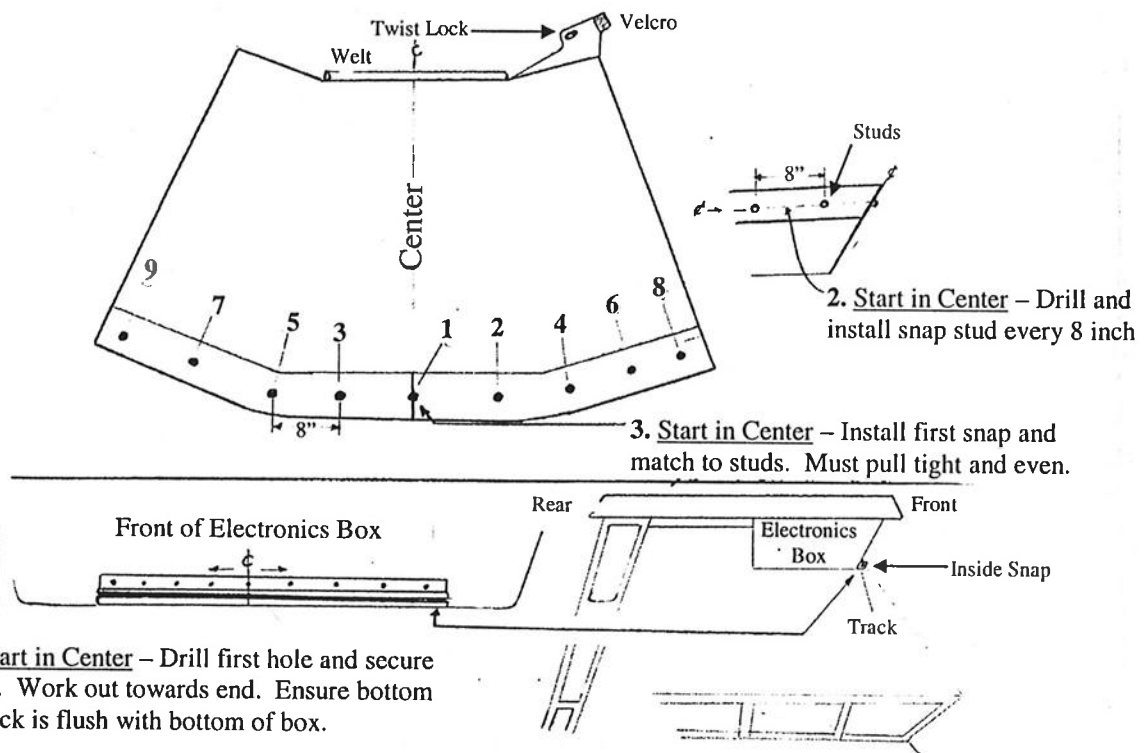 Twist Lock
Velcro
Welt
℄
Center
Studs
8"
℄
℄
2. Start in Center – Drill and
install snap stud every 8 inch
9
7
5
3
1
2
4
6
8
8"
3. Start in Center – Install first snap and
match to studs. Must pull tight and even.
Front of Electronics Box
℄
Rear
Front
Electronics
Box
Inside Snap
Track
art in Center – Drill first hole and secure
. Work out towards end. Ensure bottom
ck is flush with bottom of box.